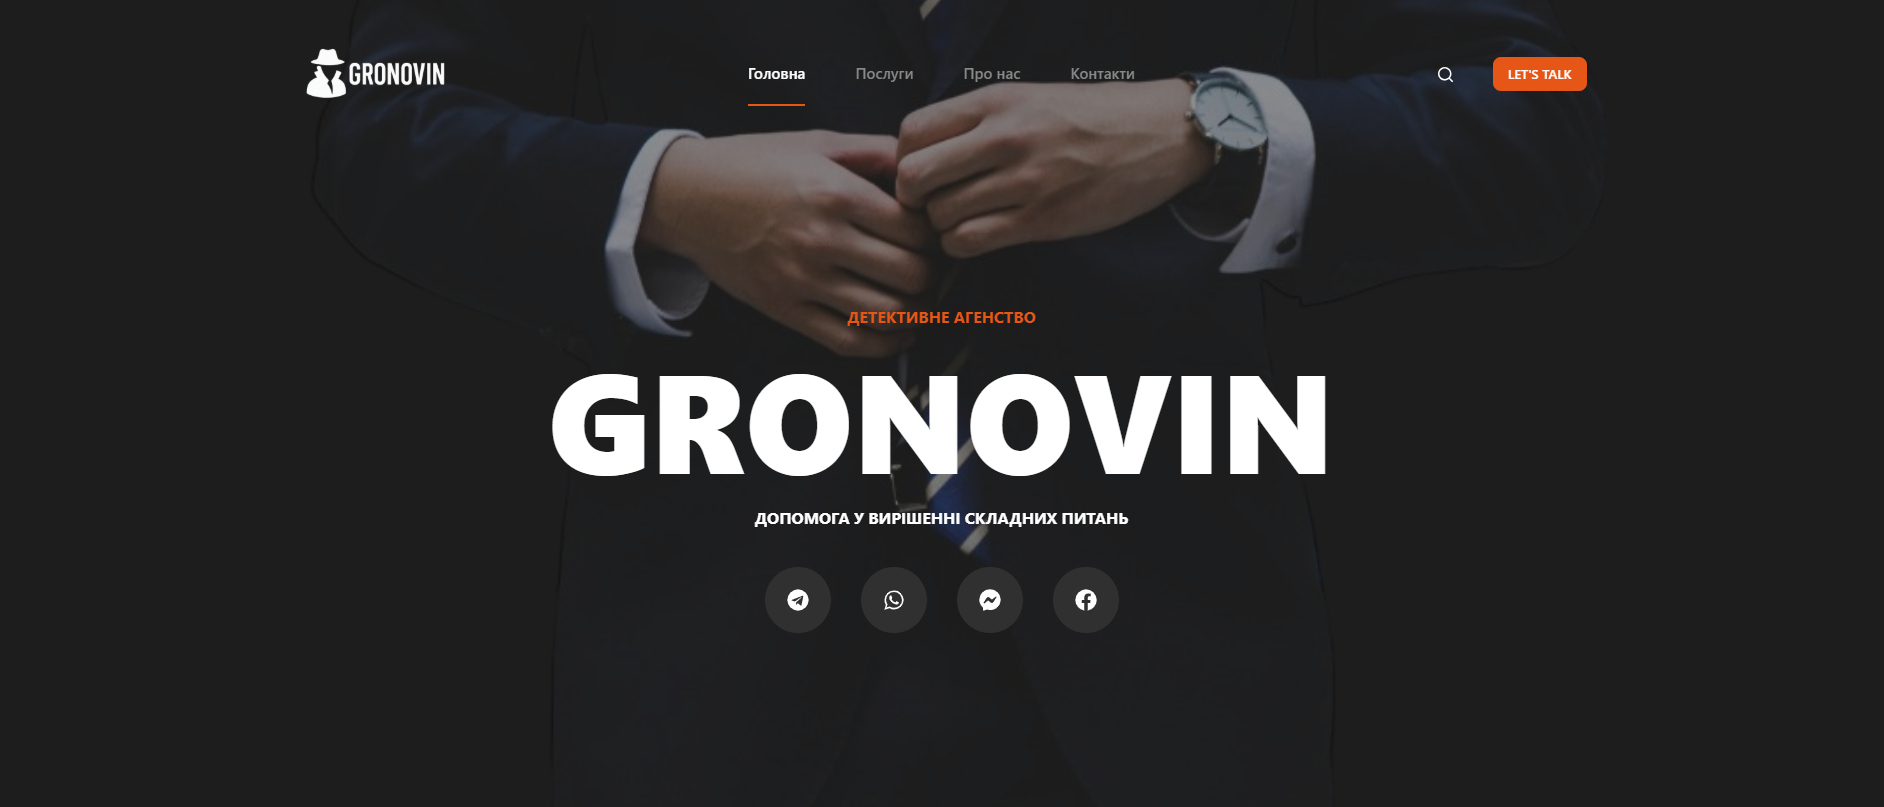 GRONOVIN
Головна Послуги Про нас Контакти
LET'S TALK
ДЕТЕКТИВНЕ АГЕНСТВО
GRONOVIN
ДОПОМОГА У ВИРІШЕННІ СКЛАДНИХ ПИТАНЬ